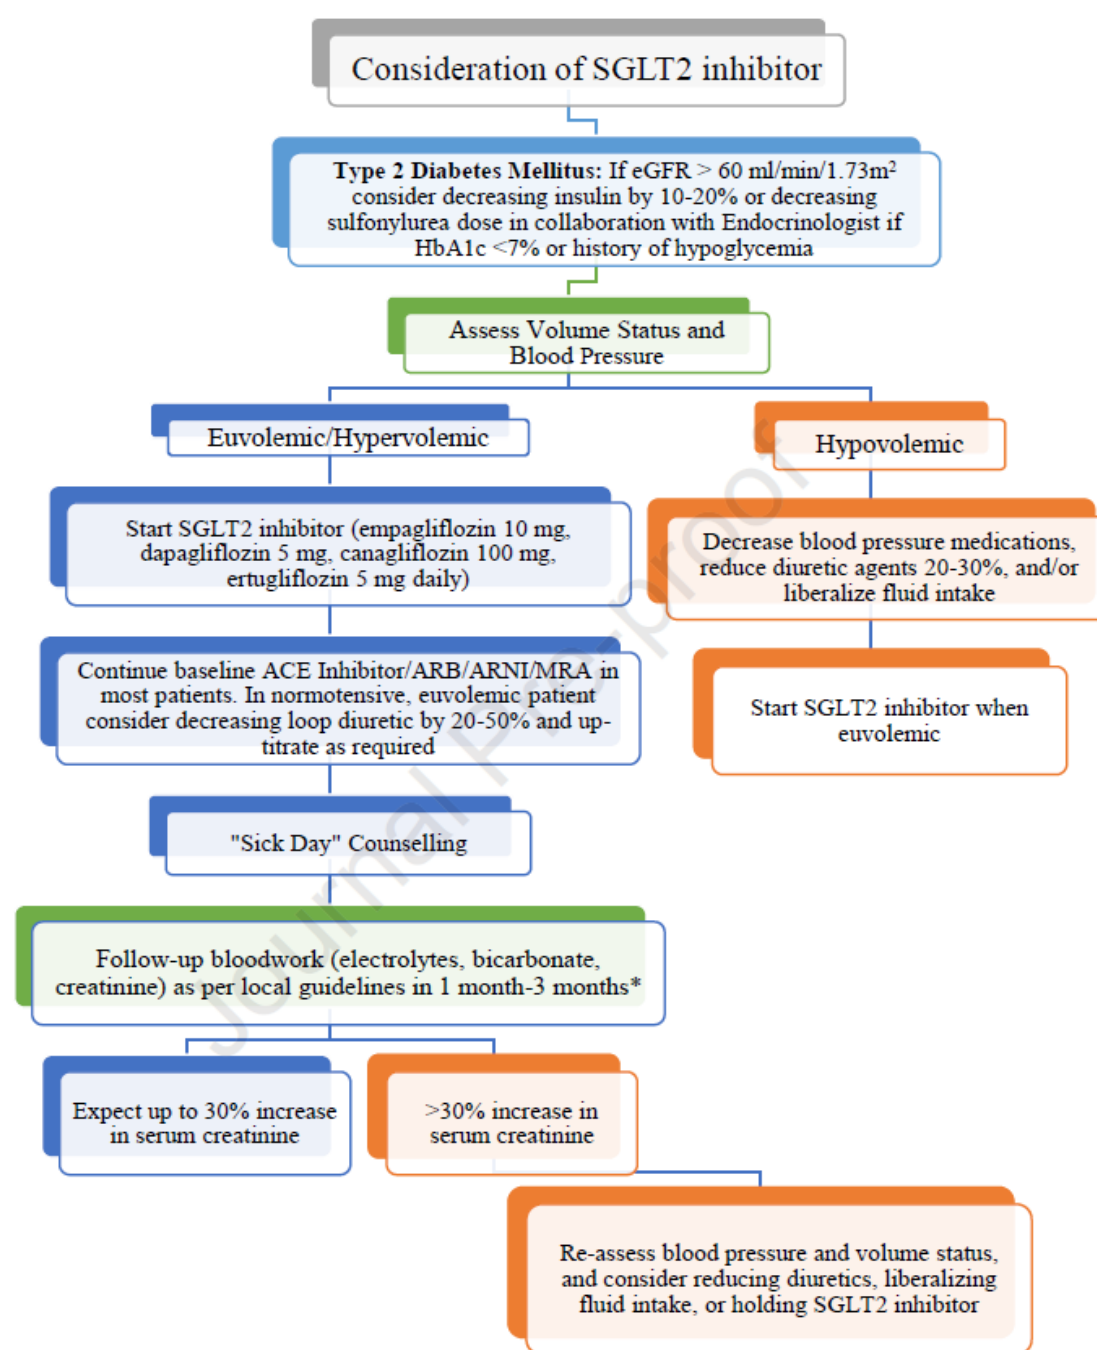 Consideration of SGLT2 inhibitor
Type 2 Diabetes Mellitus: If eGFR > 60 ml/min/1.73m²
consider decreasing insulin by 10-20% or decreasing
sulfonylurea dose in collaboration with Endocrinologist if
HbA1c <7% or history of hypoglycemia
Assess Volume Status and
Blood Pressure
Euvolemic/Hypervolemic
Start SGLT2 inhibitor (empagliflozin 10 mg,
dapagliflozin 5 mg, canagliflozin 100 mg,
ertugliflozin 5 mg daily)
Continue baseline ACE Inhibitor/ARB/ARNI/MRA in
most patients. In normotensive, euvolemic patient
consider decreasing loop diuretic by 20-50% and up-
titrate as required
"Sick Day" Counselling
Hypovolemic
Decrease blood pressure medications,
reduce diuretic agents 20-30%, and/or
liberalize fluid intake
Start SGLT2 inhibitor when
euvolemic
Follow-up bloodwork (electrolytes, bicarbonate,
creatinine) as per local guidelines in 1 month-3 months*
Expect up to 30% increase
in serum creatinine
>30% increase in
serum creatinine
Re-assess blood pressure and volume status,
and consider reducing diuretics, liberalizing
fluid intake, or holding SGLT2 inhibitor
Journal Pre-proof